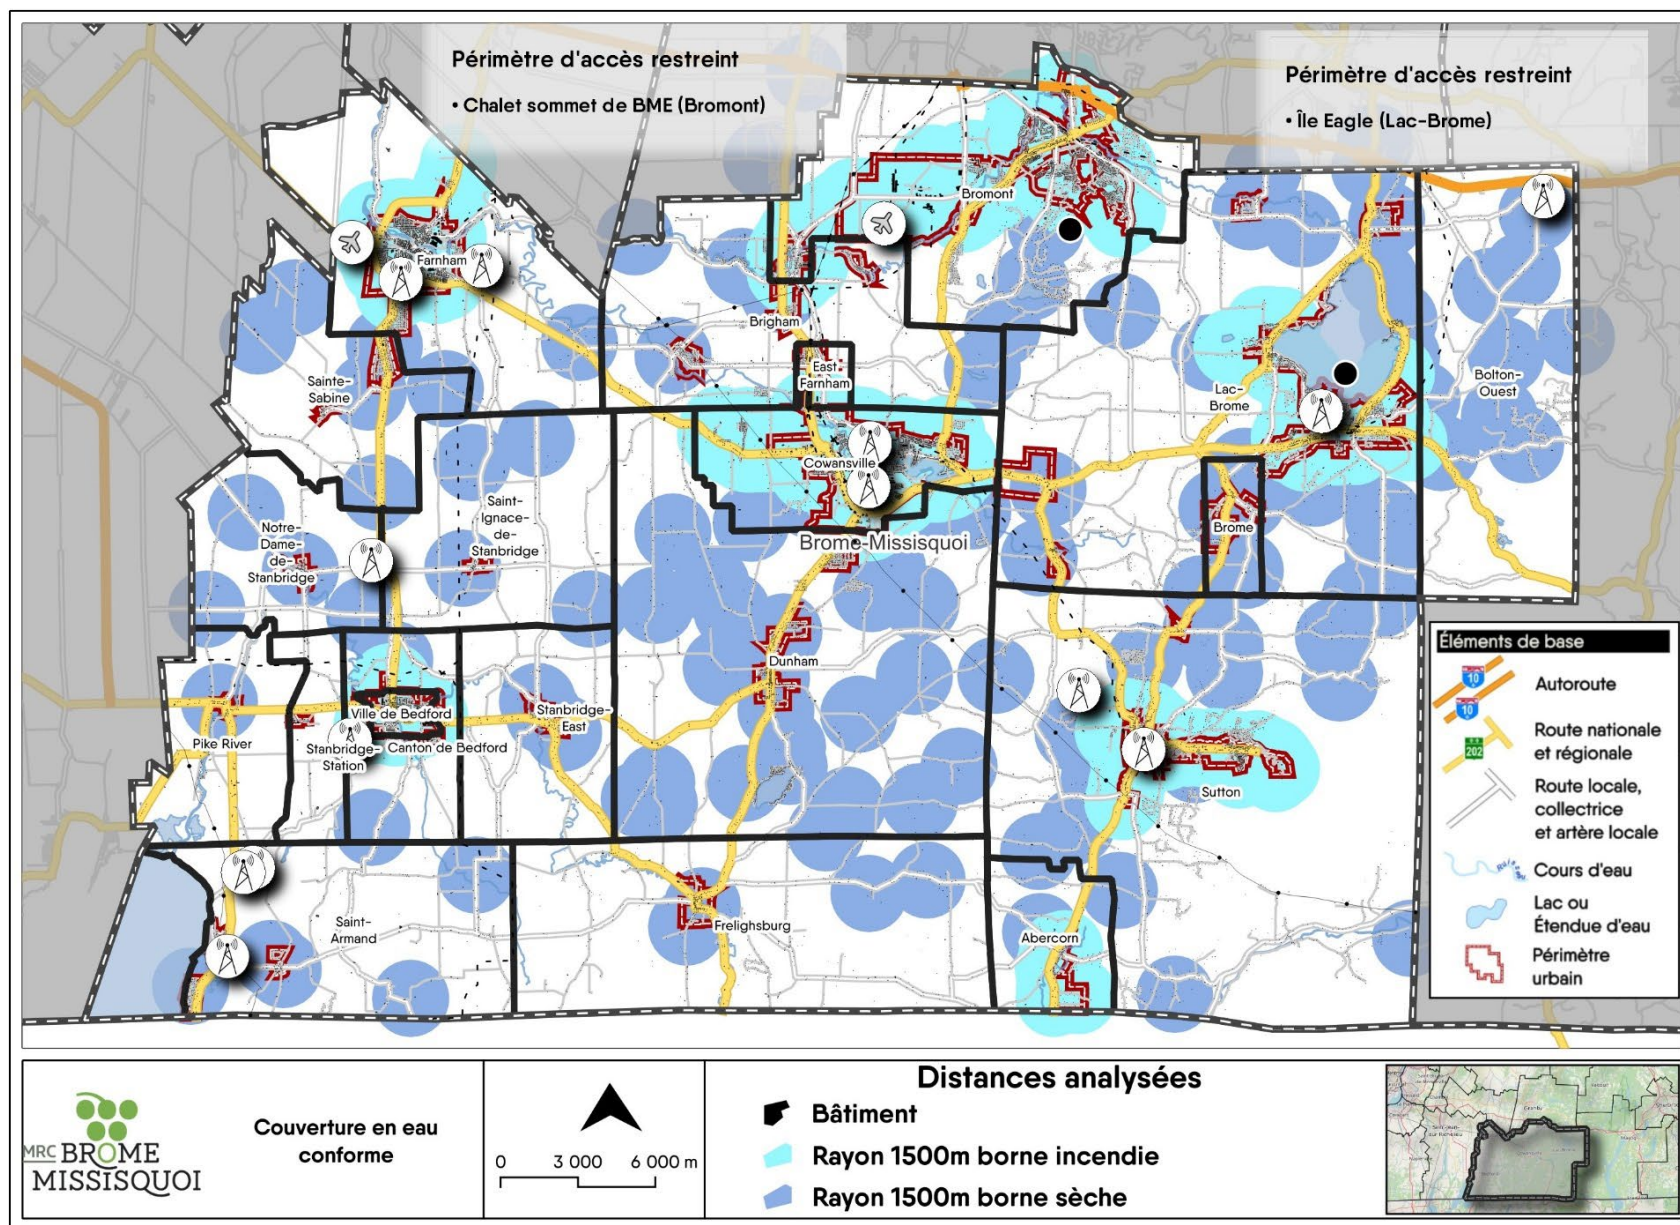 Périmètre d'accès restreint
• Chalet sommet de BME (Bromont)
Périmètre d'accès restreint
• Île Eagle (Lac-Brome)
Bromont
Farnham
Brigham
East
Farnham
Sainte-
Sabine
Lac-
Brome
Bolton-
Ouest
Cowansville
Saint-
Ignace-
de-
Stanbridge
Notre-
Dame-
de-
Stanbridge
Brome
Brome-Missisquoi
Dunham
Ville de Bedford
Stanbridge-
East
Pike River
Stanbridge-
Station
Canton de Bedford
Sutton
Saint-
Armand
Frelighsburg
Abercorn
Éléments de base
10
10
Autoroute
202
Route nationale
et régionale
Route locale,
collectrice
et artère locale
Cours d'eau
Lac ou
Étendue d'eau
Périmètre
urbain
MRC BROME
MISSISQUOI
Couverture en eau
conforme
0 3 000 6 000 m
Distances analysées
Bâtiment
Rayon 1500m borne incendie
Rayon 1500m borne sèche